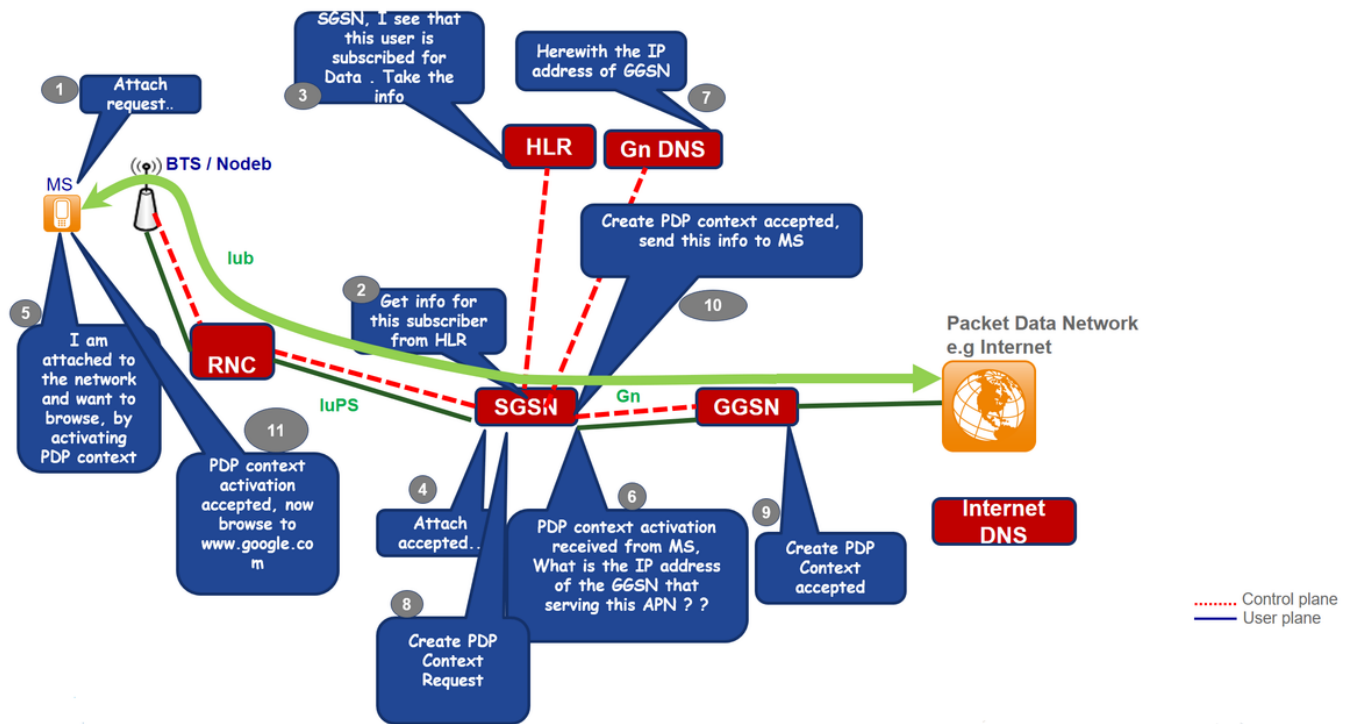 1
Attach
request..
3
SGSN, I see that
this user is
subscribed for
Data . Take the
info
Herewith the IP
address of GGSN
7
HLR
Gn DNS
MS
BTS / Nodeb
Create PDP context accepted,
send this info to MS
10
Iub
2
Get info for
this subscriber
from HLR
5
I am
attached to
the network
and want to
browse, by
activating
PDP context
RNC
IuPS
SGSN
Gn
GGSN
Packet Data Network
e.g Internet
11
PDP context
activation
accepted, now
browse to
www.google.co
m
4
Attach
accepted..
6
PDP context activation
received from MS,
What is the IP address
of the GGSN that
serving this APN ? ?
9
Create PDP
Context
accepted
Internet
DNS
8
Create PDP
Context
Request
Control plane
User plane